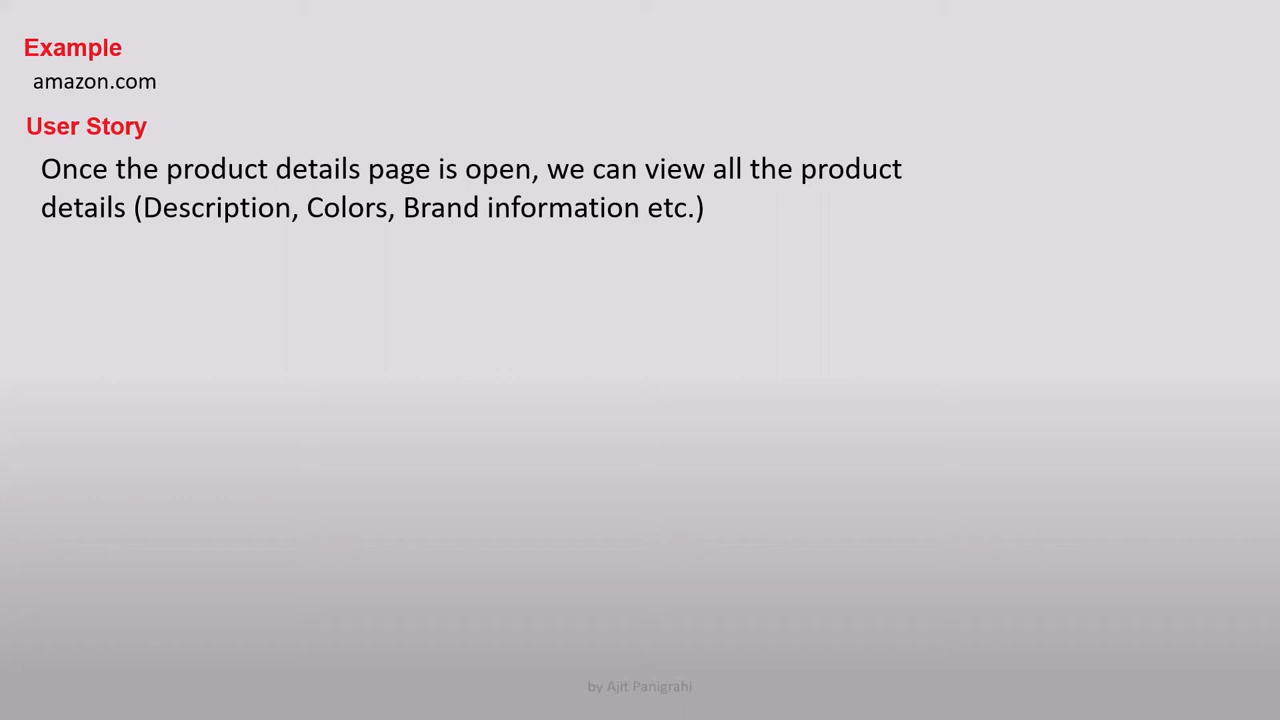 Example
amazon.com
User Story
Once the product details page is open, we can view all the product
details (Description, Colors, Brand information etc.)
by Ajit Panigrahi